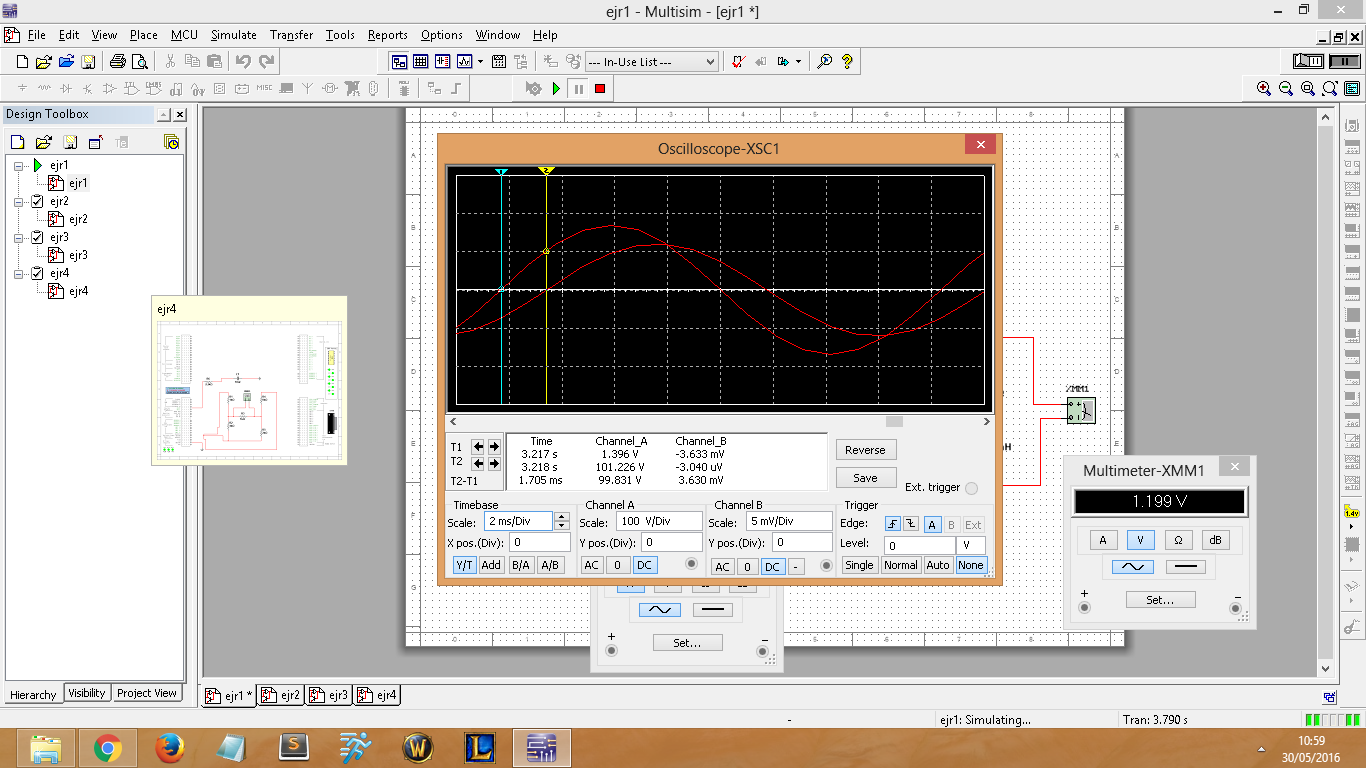 ejr1 - Multisim - [ejr1 *]
File Edit View Place MCU Simulate Transfer Tools Reports Options Window Help
--- In-Use List ---
MISC
Design Toolbox
ejr1
ejr1
ejr2
ejr2
ejr3
ejr3
ejr4
ejr4
ejr4
Oscilloscope-XSC1
1 2
T1
T2
T2-T1
Time Channel_A Channel_B
3.217 s 1.396 V -3.633 mV
3.218 s 101.226 V -3.040 uV
1.705 ms 99.831 V 3.630 mV
Reverse
Save
Ext. trigger
Timebase
Scale: 2 ms/Div
X pos.(Div): 0
Y/T Add B/A A/B
Channel A
Scale: 100 V/Div
Y pos.(Div): 0
AC 0 DC
Channel B
Scale: 5 mV/Div
Y pos.(Div): 0
AC 0 DC -
Trigger
Edge: A B Ext
Level: 0 V
Single Normal Auto None
Set...
+ −
XMM1
Multimeter-XMM1
1.199 V
A V Ω dB
Set...
+ −
1.4v
Hierarchy Visibility Project View
ejr1 * ejr2 ejr3 ejr4
- ejr1: Simulating... Tran: 3.790 s
10:59
30/05/2016